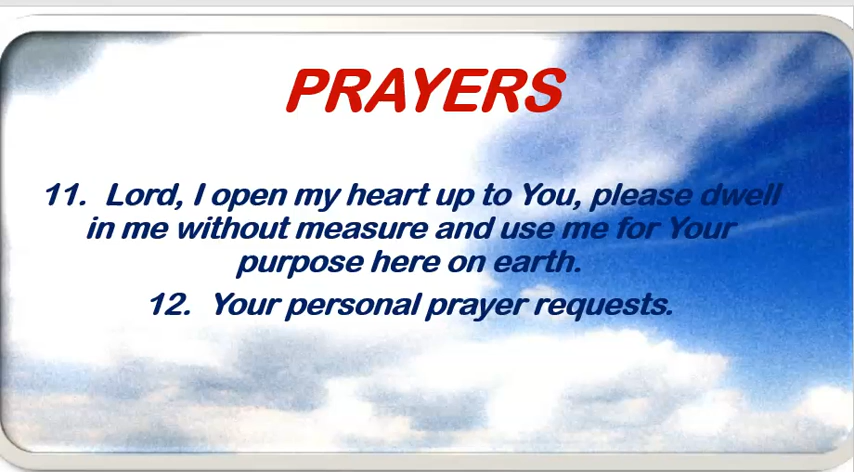 PRAYERS
11. Lord, I open my heart up to You, please dwell
in me without measure and use me for Your
purpose here on earth.
12. Your personal prayer requests.